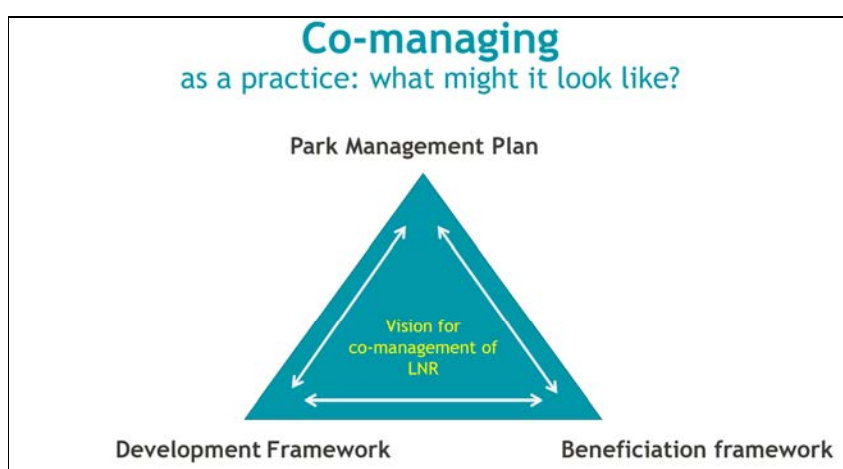 Co-managing
as a practice: what might it look like?
Park Management Plan
Vision for
co-management of
LNR
Development Framework
Beneficiation framework